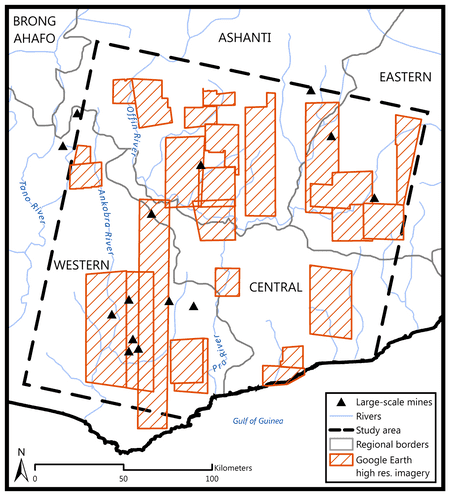 BRONG
AHAFO
ASHANTI
EASTERN
Offin River
Tano River
Ankobra River
WESTERN
CENTRAL
Pra
River
Gulf of Guinea
Large-scale mines
Rivers
Study area
Regional borders
Google Earth
high res. imagery
N
Kilometers
0 50 100